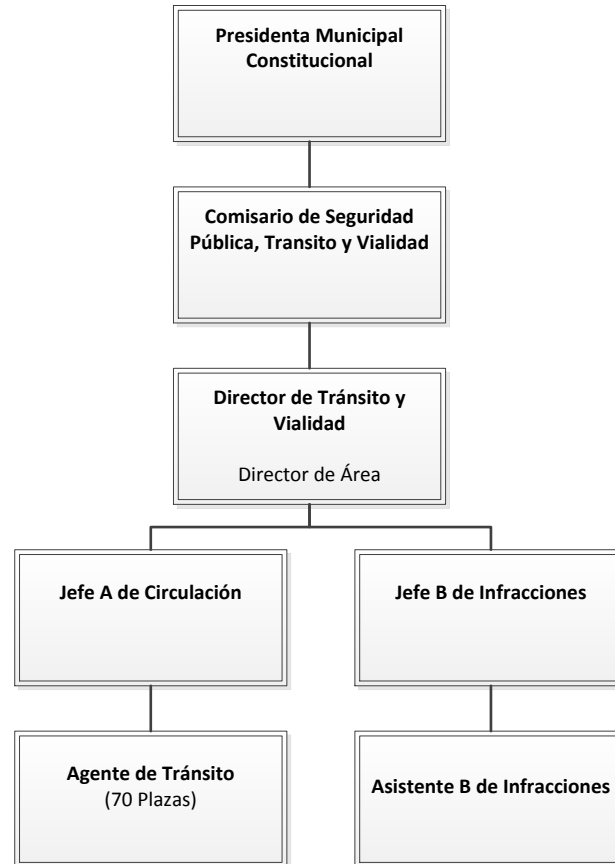 Presidenta Municipal
Constitucional
Comisario de Seguridad
Pública, Transito y Vialidad
Director de Tránsito y
Vialidad
Director de Área
Jefe A de Circulación
Jefe B de Infracciones
Agente de Tránsito
(70 Plazas)
Asistente B de Infracciones